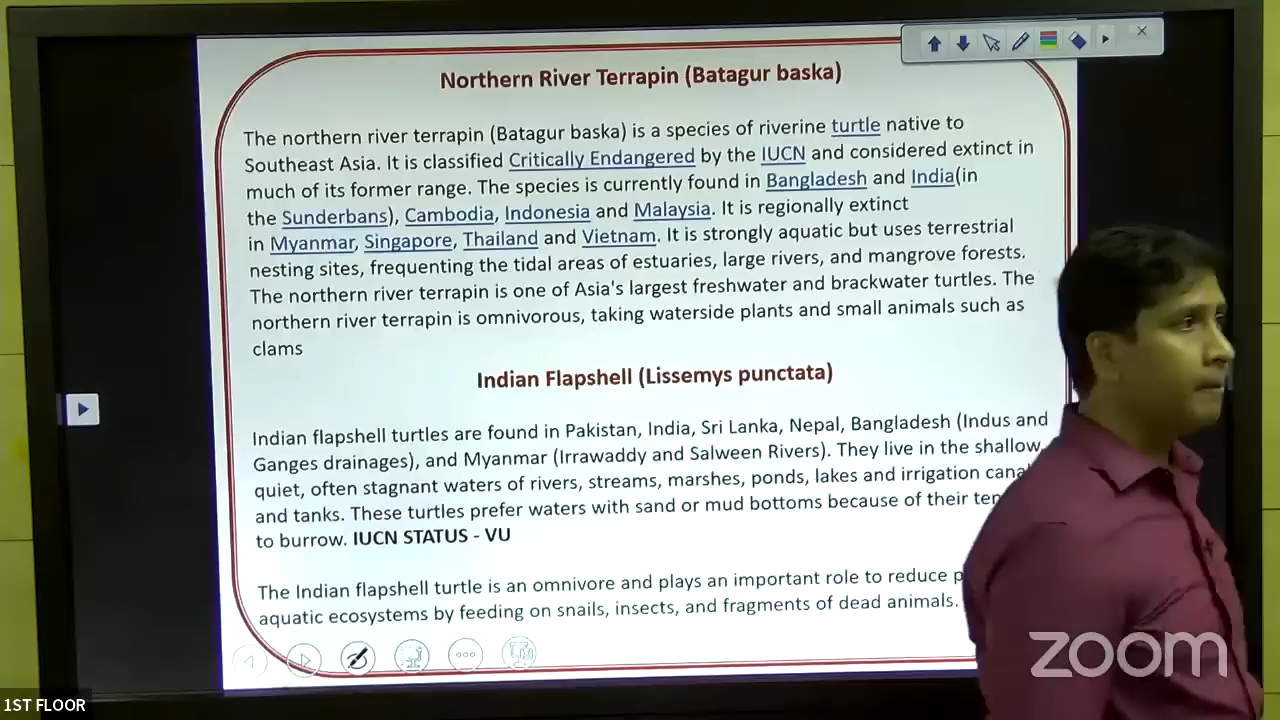 Northern River Terrapin (Batagur baska)
The northern river terrapin (Batagur baska) is a species of riverine turtle native to
Southeast Asia. It is classified Critically Endangered by the IUCN and considered extinct in
much of its former range. The species is currently found in Bangladesh and India(in
the Sunderbans), Cambodia, Indonesia and Malaysia. It is regionally extinct
in Myanmar, Singapore, Thailand and Vietnam. It is strongly aquatic but uses terrestrial
nesting sites, frequenting the tidal areas of estuaries, large rivers, and mangrove forests.
The northern river terrapin is one of Asia's largest freshwater and brackwater turtles. The
northern river terrapin is omnivorous, taking waterside plants and small animals such as
clams
Indian Flapshell (Lissemys punctata)
Indian flapshell turtles are found in Pakistan, India, Sri Lanka, Nepal, Bangladesh (Indus and
Ganges drainages), and Myanmar (Irrawaddy and Salween Rivers). They live in the shallow,
quiet, often stagnant waters of rivers, streams, marshes, ponds, lakes and irrigation
and tanks. These turtles prefer waters with sand or mud bottoms because of their
to burrow. IUCN STATUS - VU
The Indian flapshell turtle is an omnivore and plays an important role to reduce
aquatic ecosystems by feeding on snails, insects, and fragments of dead animals.
zoom
1ST FLOOR